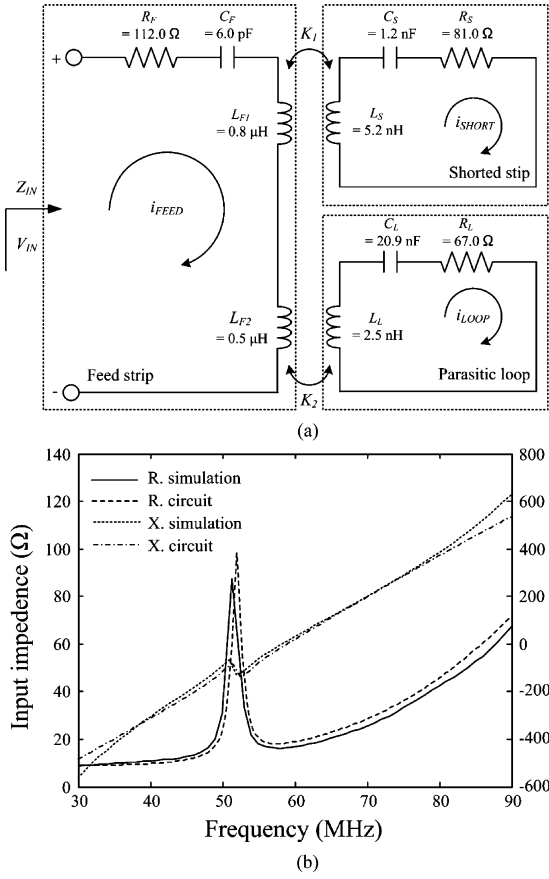 R_F
= 112.0 Ω
C_F
= 6.0 pF
K_1
C_S
= 1.2 nF
R_S
= 81.0 Ω
+
L_F1
= 0.8 μH
L_S
= 5.2 nH
i_SHORT
Shorted stip
Z_IN
V_IN
i_FEED
C_L
= 20.9 nF
R_L
= 67.0 Ω
L_F2
= 0.5 μH
L_L
= 2.5 nH
i_LOOP
Parasitic loop
-
Feed strip
K_2
(a)
140
120
100
80
60
40
20
0
Input impedence (Ω)
R. simulation
R. circuit
X. simulation
X. circuit
800
600
400
200
0
-200
-400
-600
30
40
50
60
70
80
90
Frequency (MHz)
(b)